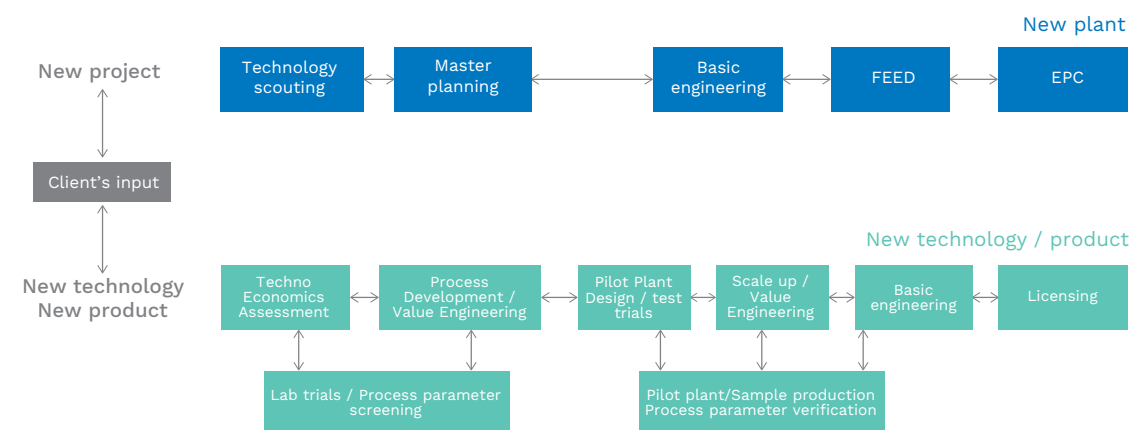 New plant
New project
Technology
scouting
Master
planning
Basic
engineering
FEED
EPC
Client’s input
New technology / product
New technology
New product
Techno
Economics
Assessment
Process
Development /
Value Engineering
Pilot Plant
Design / test
trials
Scale up /
Value
Engineering
Basic
engineering
Licensing
Lab trials / Process parameter
screening
Pilot plant/Sample production
Process parameter verification